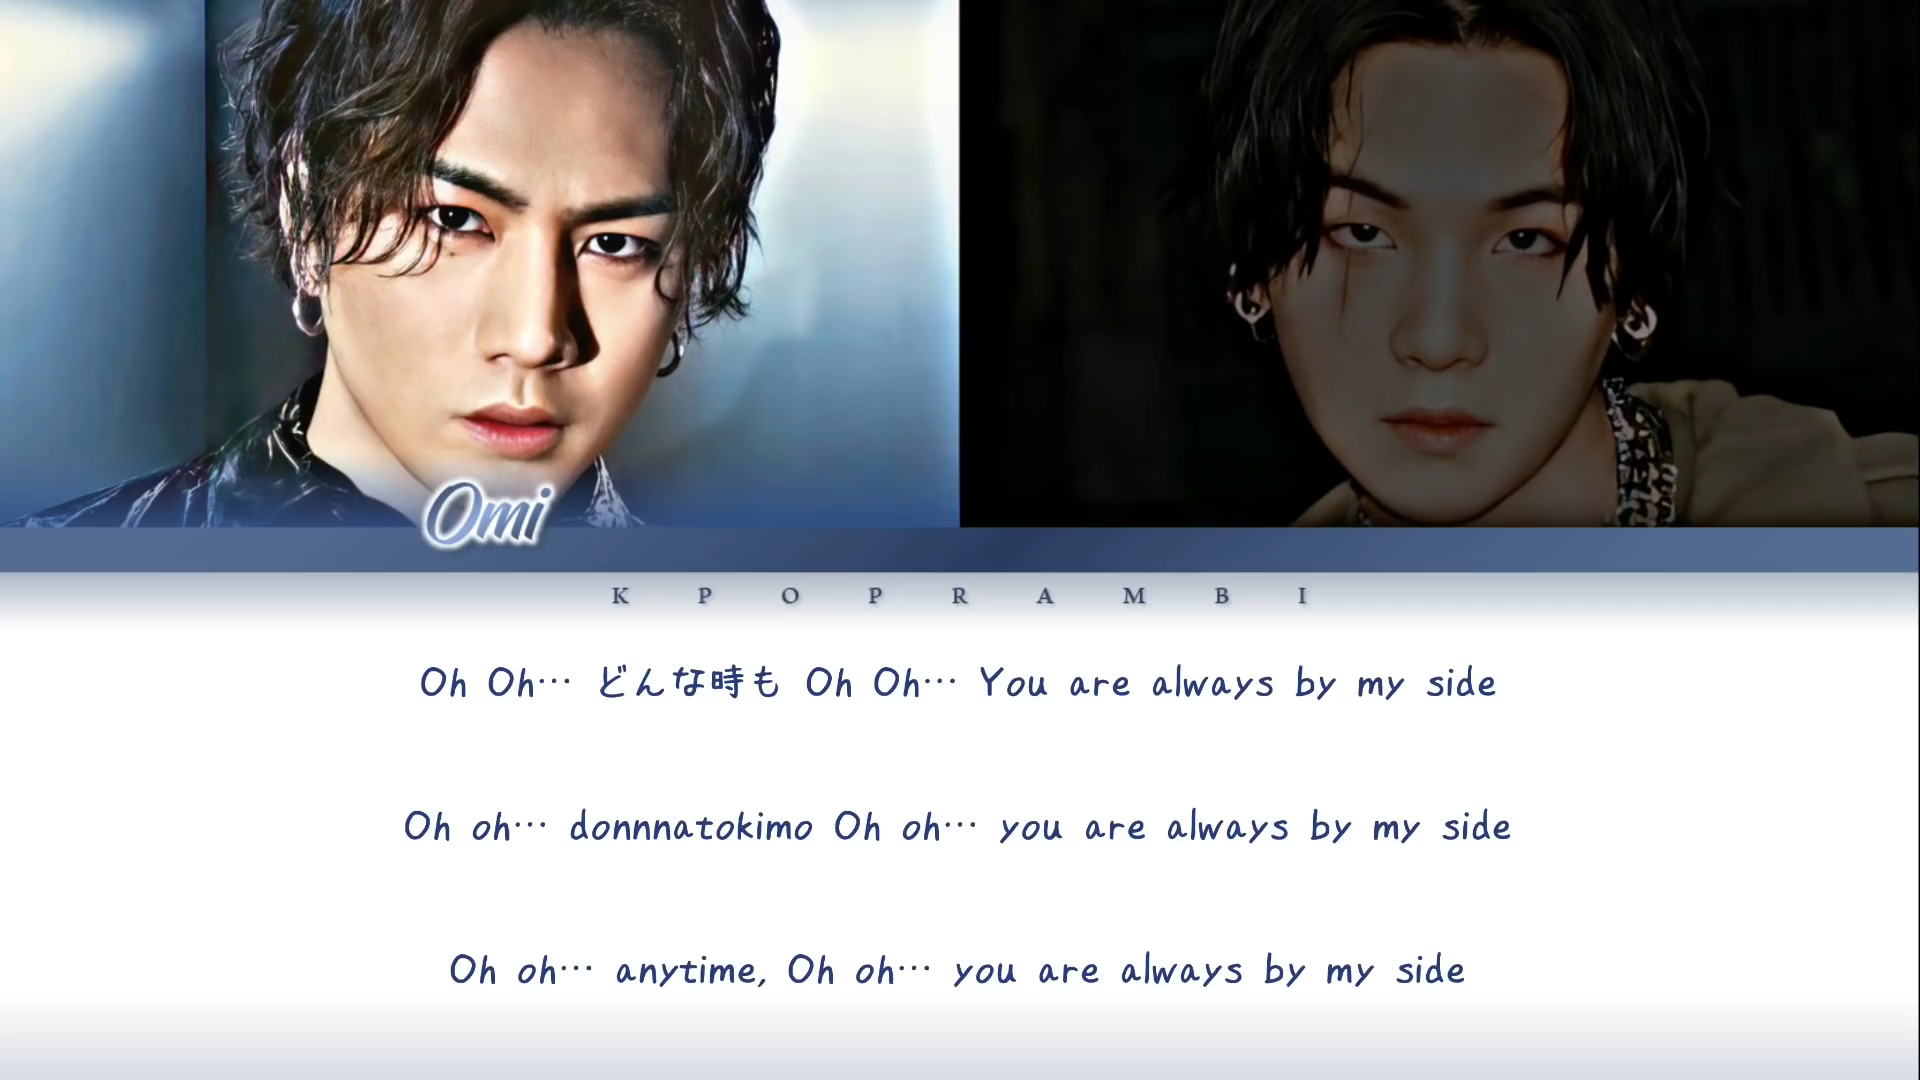 Omi
KPOPRAMBI
Oh Oh… どんな時も Oh Oh… You are always by my side
Oh oh… donnnatokimo Oh oh… you are always by my side
Oh oh… anytime, Oh oh… you are always by my side